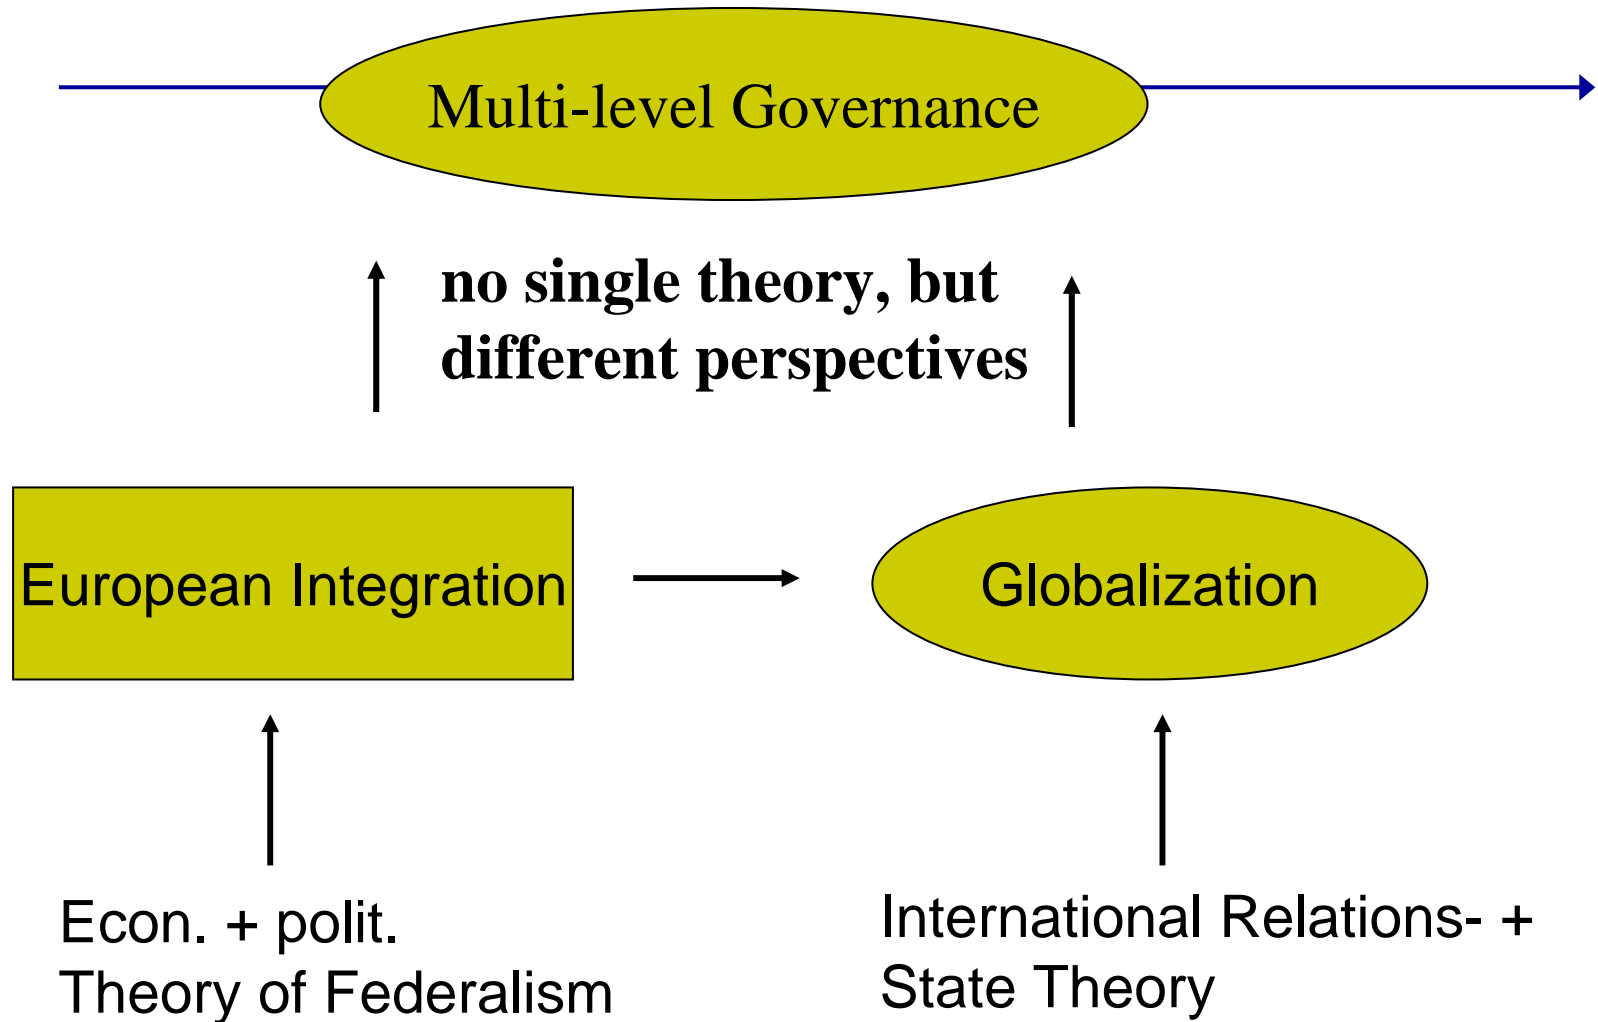 Multi-level Governance
no single theory, but
different perspectives
European Integration
Globalization
Econ. + polit.
Theory of Federalism
International Relations- +
State Theory